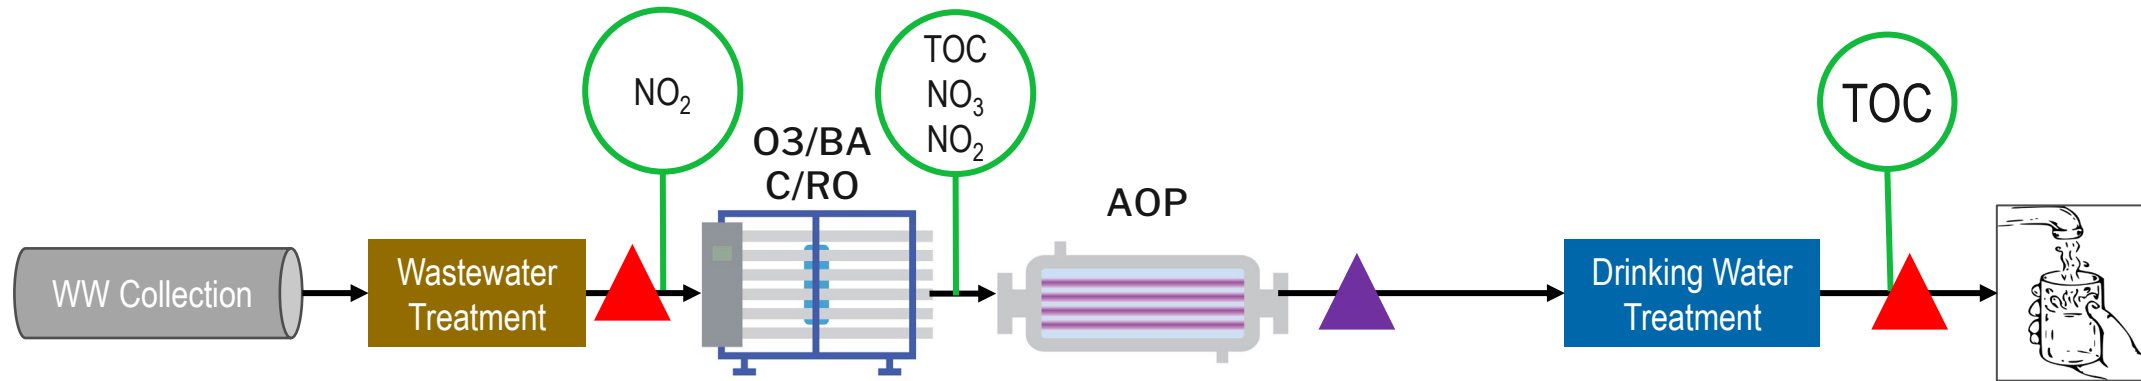 WW Collection
Wastewater
Treatment
NO₂
O3/BA
C/RO
TOC
NO₃
NO₂
AOP
Drinking Water
Treatment
TOC